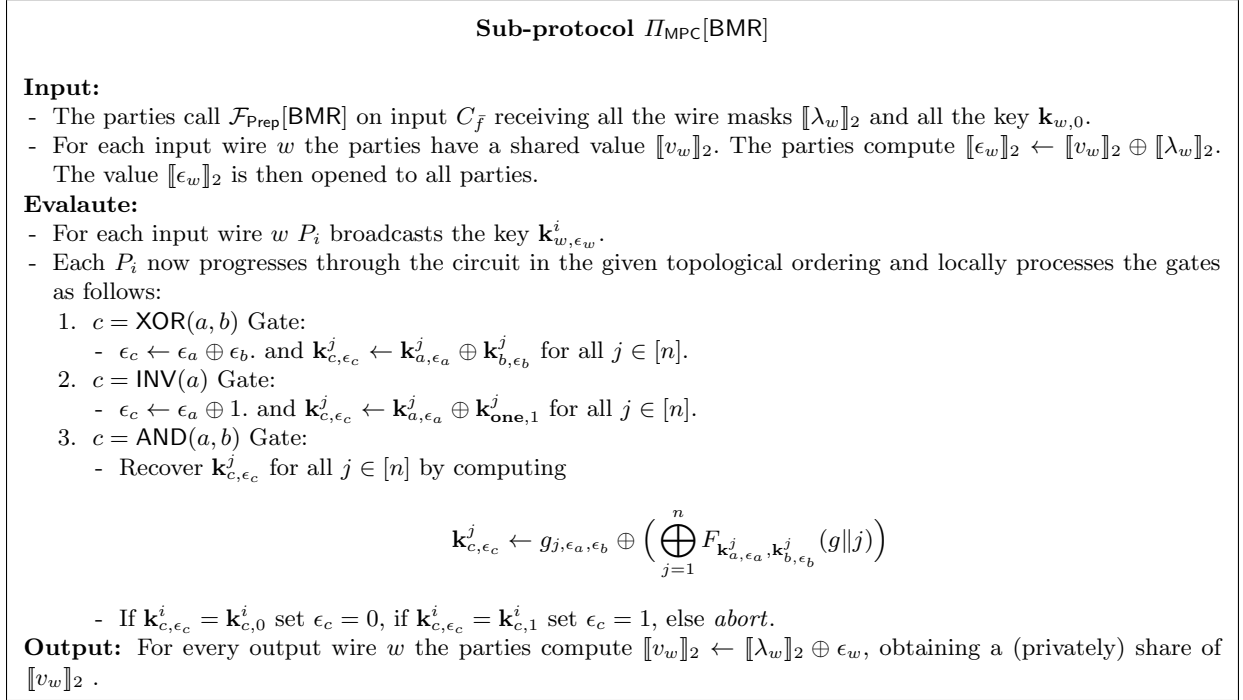 Sub-protocol Π_MPC[BMR]
Input:
- The parties call F_Prep[BMR] on input C_f̄ receiving all the wire masks ⟦λ_w⟧_2 and all the key k_{w,0}.
- For each input wire w the parties have a shared value ⟦v_w⟧_2. The parties compute ⟦ϵ_w⟧_2 ← ⟦v_w⟧_2 ⊕ ⟦λ_w⟧_2.
The value ⟦ϵ_w⟧_2 is then opened to all parties.
Evalaute:
- For each input wire w P_i broadcasts the key k^i_{w,ϵ_w}.
- Each P_i now progresses through the circuit in the given topological ordering and locally processes the gates
as follows:
1. c = XOR(a, b) Gate:
- ϵ_c ← ϵ_a ⊕ ϵ_b. and k^j_{c,ϵ_c} ← k^j_{a,ϵ_a} ⊕ k^j_{b,ϵ_b} for all j ∈ [n].
2. c = INV(a) Gate:
- ϵ_c ← ϵ_a ⊕ 1. and k^j_{c,ϵ_c} ← k^j_{a,ϵ_a} ⊕ k^j_{one,1} for all j ∈ [n].
3. c = AND(a, b) Gate:
- Recover k^j_{c,ϵ_c} for all j ∈ [n] by computing
k^j_{c,ϵ_c} ← g_{j,ϵ_a,ϵ_b} ⊕ ( ⨁_{j=1}^{n} F_{k^j_{a,ϵ_a},k^j_{b,ϵ_b}}(g∥j) )
- If k^i_{c,ϵ_c} = k^i_{c,0} set ϵ_c = 0, if k^i_{c,ϵ_c} = k^i_{c,1} set ϵ_c = 1, else abort.
Output: For every output wire w the parties compute ⟦v_w⟧_2 ← ⟦λ_w⟧_2 ⊕ ϵ_w, obtaining a (privately) share of
⟦v_w⟧_2 .